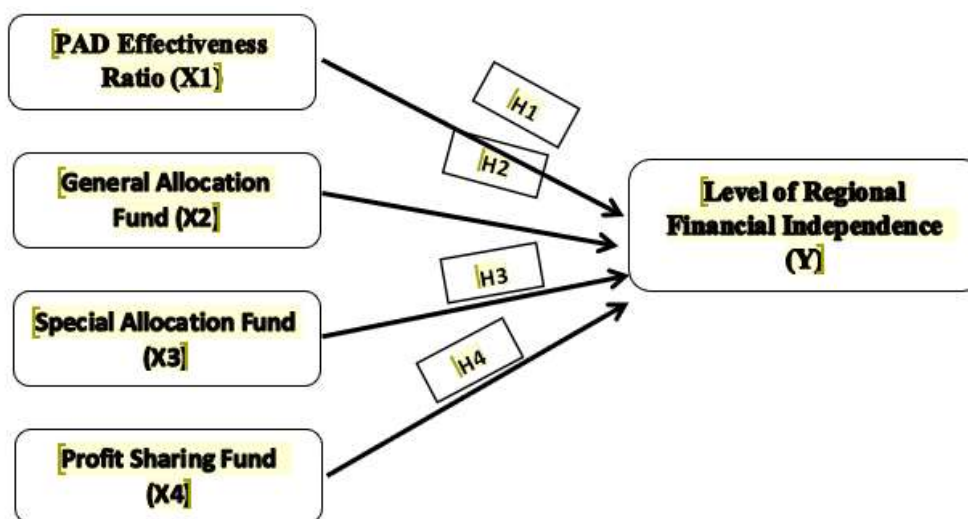 [PAD Effectiveness
Ratio (X1)]
H1
H2
[General Allocation
Fund (X2)]
[Level of Regional
Financial Independence
(Y)]
H3
[Special Allocation Fund
(X3)]
H4
[Profit Sharing Fund
(X4)]